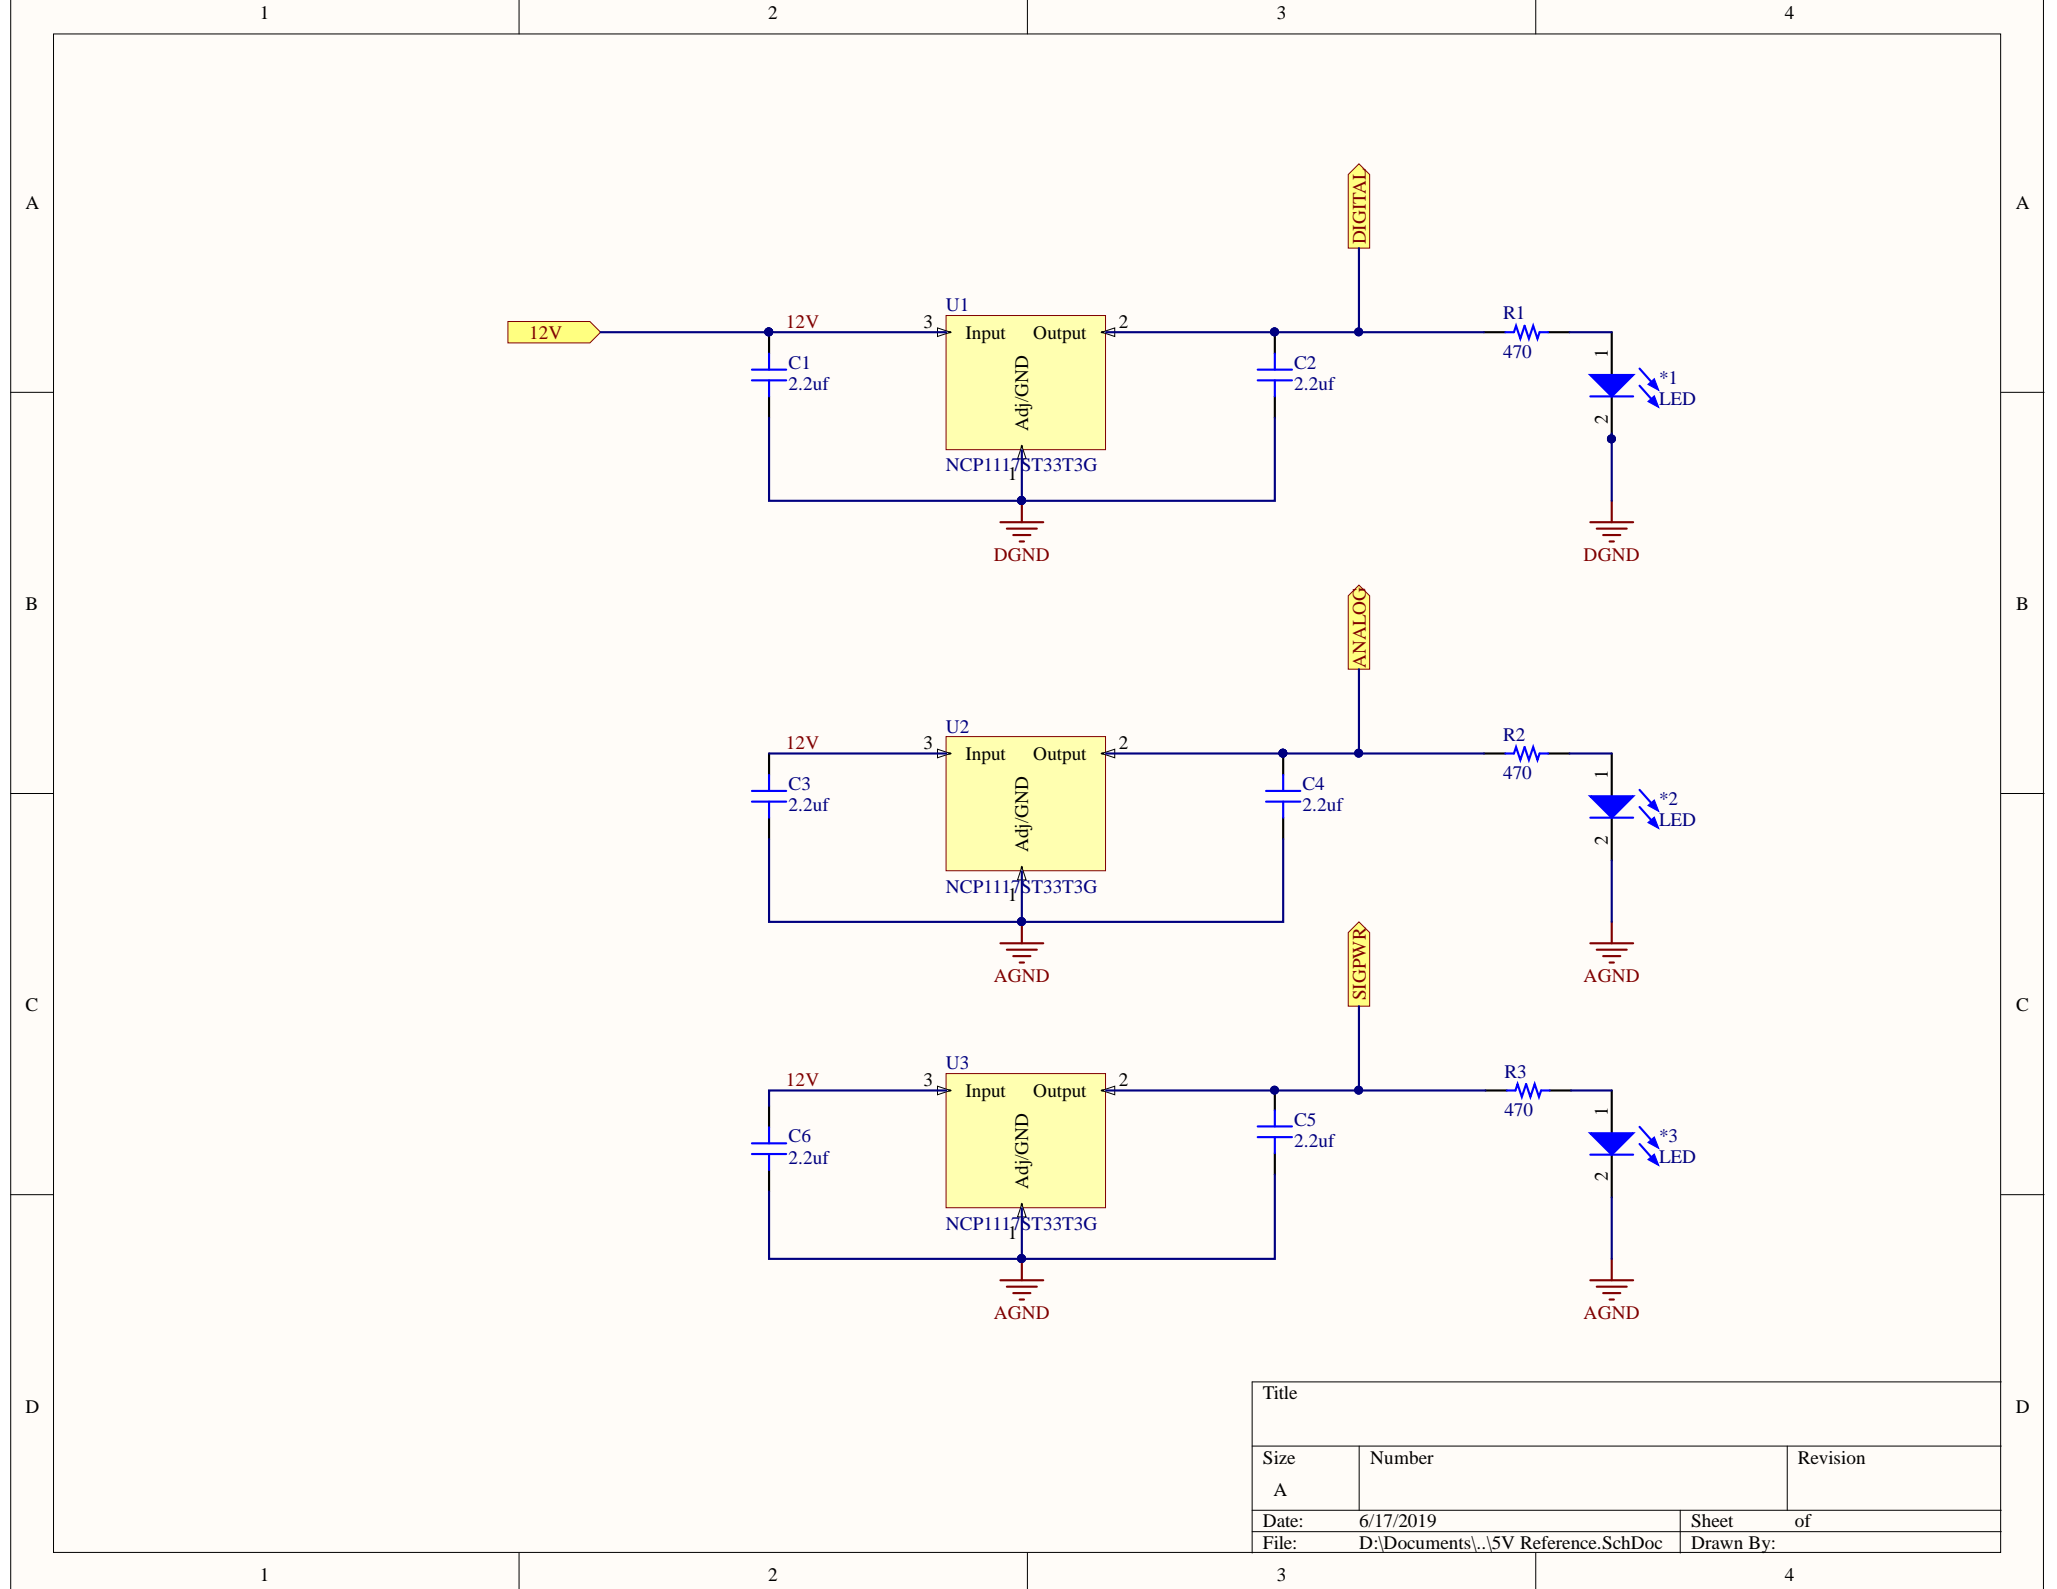 1 2 3 4
A A
DIGITAL
U1
12V 12V 3 Input Output 2 R1
470
C1
2.2uf
Adj/GND
C2
2.2uf
1
*1
LED
2
NCP1117ST33T3G
1
DGND DGND
B B
ANALOG
U2
12V 3 Input Output 2 R2
470
C3
2.2uf
Adj/GND
C4
2.2uf
1
*2
LED
2
NCP1117ST33T3G
1
AGND AGND
C C
SIGPWR
U3
12V 3 Input Output 2 R3
470
C6
2.2uf
Adj/GND
C5
2.2uf
1
*3
LED
2
NCP1117ST33T3G
1
AGND AGND
D D
Title
Size Number Revision
A
Date: 6/17/2019 Sheet of
File: D:\Documents\..\5V Reference.SchDoc Drawn By:
1 2 3 4